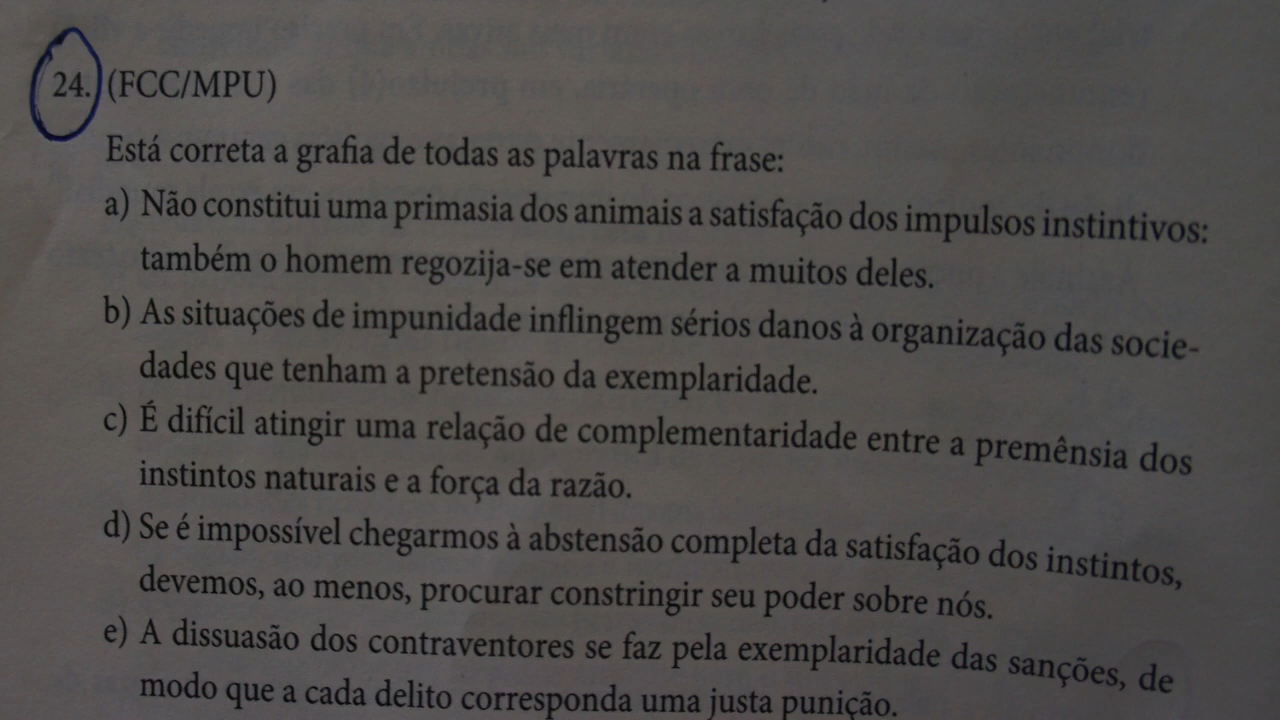 24. (FCC/MPU)
Está correta a grafia de todas as palavras na frase:
a) Não constitui uma primasia dos animais a satisfação dos impulsos instintivos:
também o homem regozija-se em atender a muitos deles.
b) As situações de impunidade inflingem sérios danos à organização das socie-
dades que tenham a pretensão da exemplaridade.
c) É difícil atingir uma relação de complementaridade entre a premênsia dos
instintos naturais e a força da razão.
d) Se é impossível chegarmos à abstensão completa da satisfação dos instintos,
devemos, ao menos, procurar constringir seu poder sobre nós.
e) A dissuasão dos contraventores se faz pela exemplaridade das sanções, de
modo que a cada delito corresponda uma justa punição.